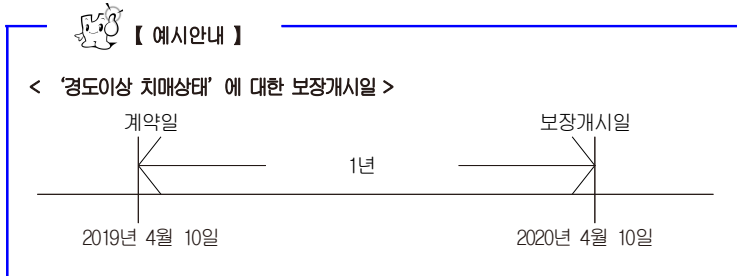 【 예시안내 】
< ‘경도이상 치매상태’ 에 대한 보장개시일 >
계약일 보장개시일
1년
2019년 4월 10일 2020년 4월 10일